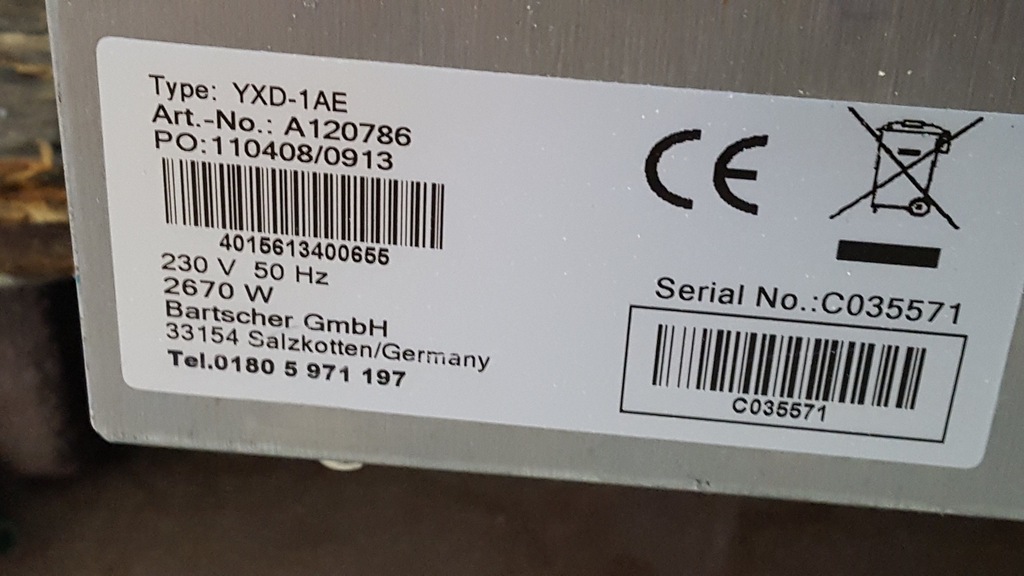 Type: YXD-1AE
Art.-No.: A120786
PO:110408/0913
4015613400655
230 V 50 Hz
2670 W
Bartscher GmbH
33154 Salzkotten/Germany
Tel.0180 5 971 197
CE
Serial No.:C035571
C035571